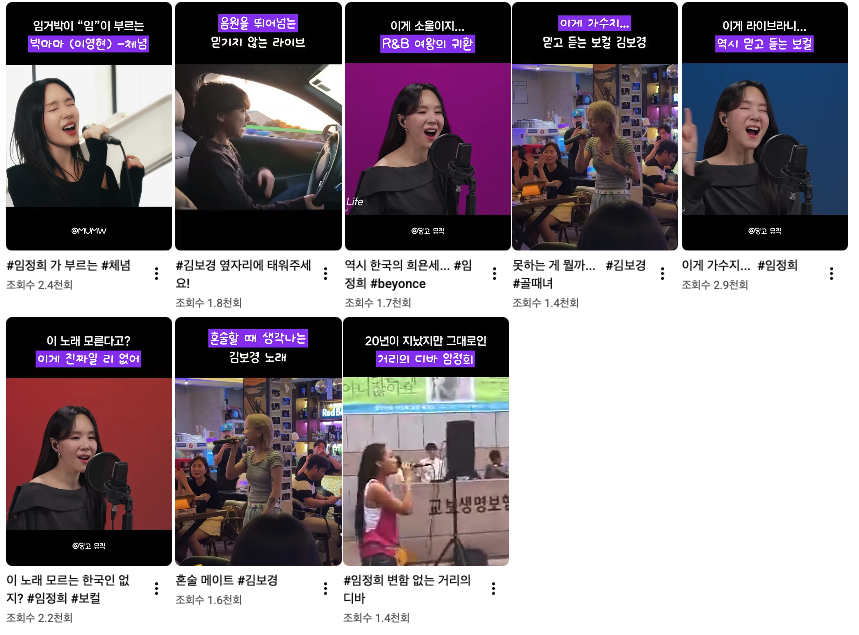 임거박이 “임”이 부르는
박마마 (이영현) -체념
@MUMW
#임정희 가 부르는 #체념
조회수 2.4천회
음원을 뛰어넘는
믿기지 않는 라이브
#김보경 옆자리에 태워주세
요!
조회수 1.8천회
이게 소울이지...
R&B 여왕의 귀환
Life
@망고 뮤직
역시 한국의 희욘세... #임
정희 #beyonce
조회수 1.7천회
이게 가수지...
믿고 듣는 보컬 김보경
못하는 게 뭘까... #김보경
#골때녀
조회수 1.4천회
이게 라이브라니...
역시 믿고 듣는 보컬
@망고 뮤직
이게 가수지... #임정희
조회수 2.9천회
이 노래 모르다고?
이게 진짜일 리 없어
@망고 뮤직
이 노래 모르는 한국인 없
지? #임정희 #보컬
조회수 2.2천회
혼술할 때 생각나는
김보경 노래
Red B
혼술 메이트 #김보경
조회수 1.6천회
20년이 지났지만 그대로인
거리의 디바 임정희
아니잖아요
교보생명보험
#임정희 변함 없는 거리의
디바
조회수 1.4천회